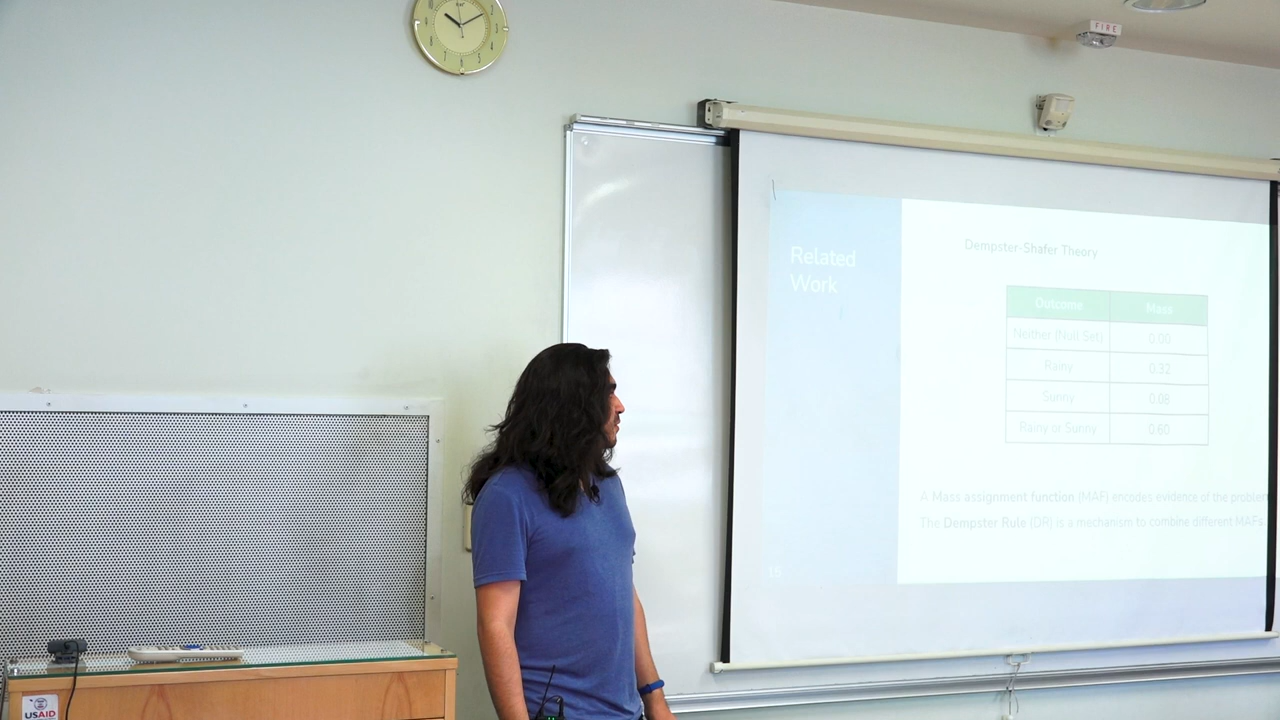 FIRE
Related
Work
Dempster-Shafer Theory
Outcome Mass
Neither (Null Set) 0.00
Rainy 0.32
Sunny 0.08
Rainy or Sunny 0.60
A Mass assignment function (MAF) encodes evidence of the problem
The Dempster Rule (DR) is a mechanism to combine different MAFs.
15
USAID